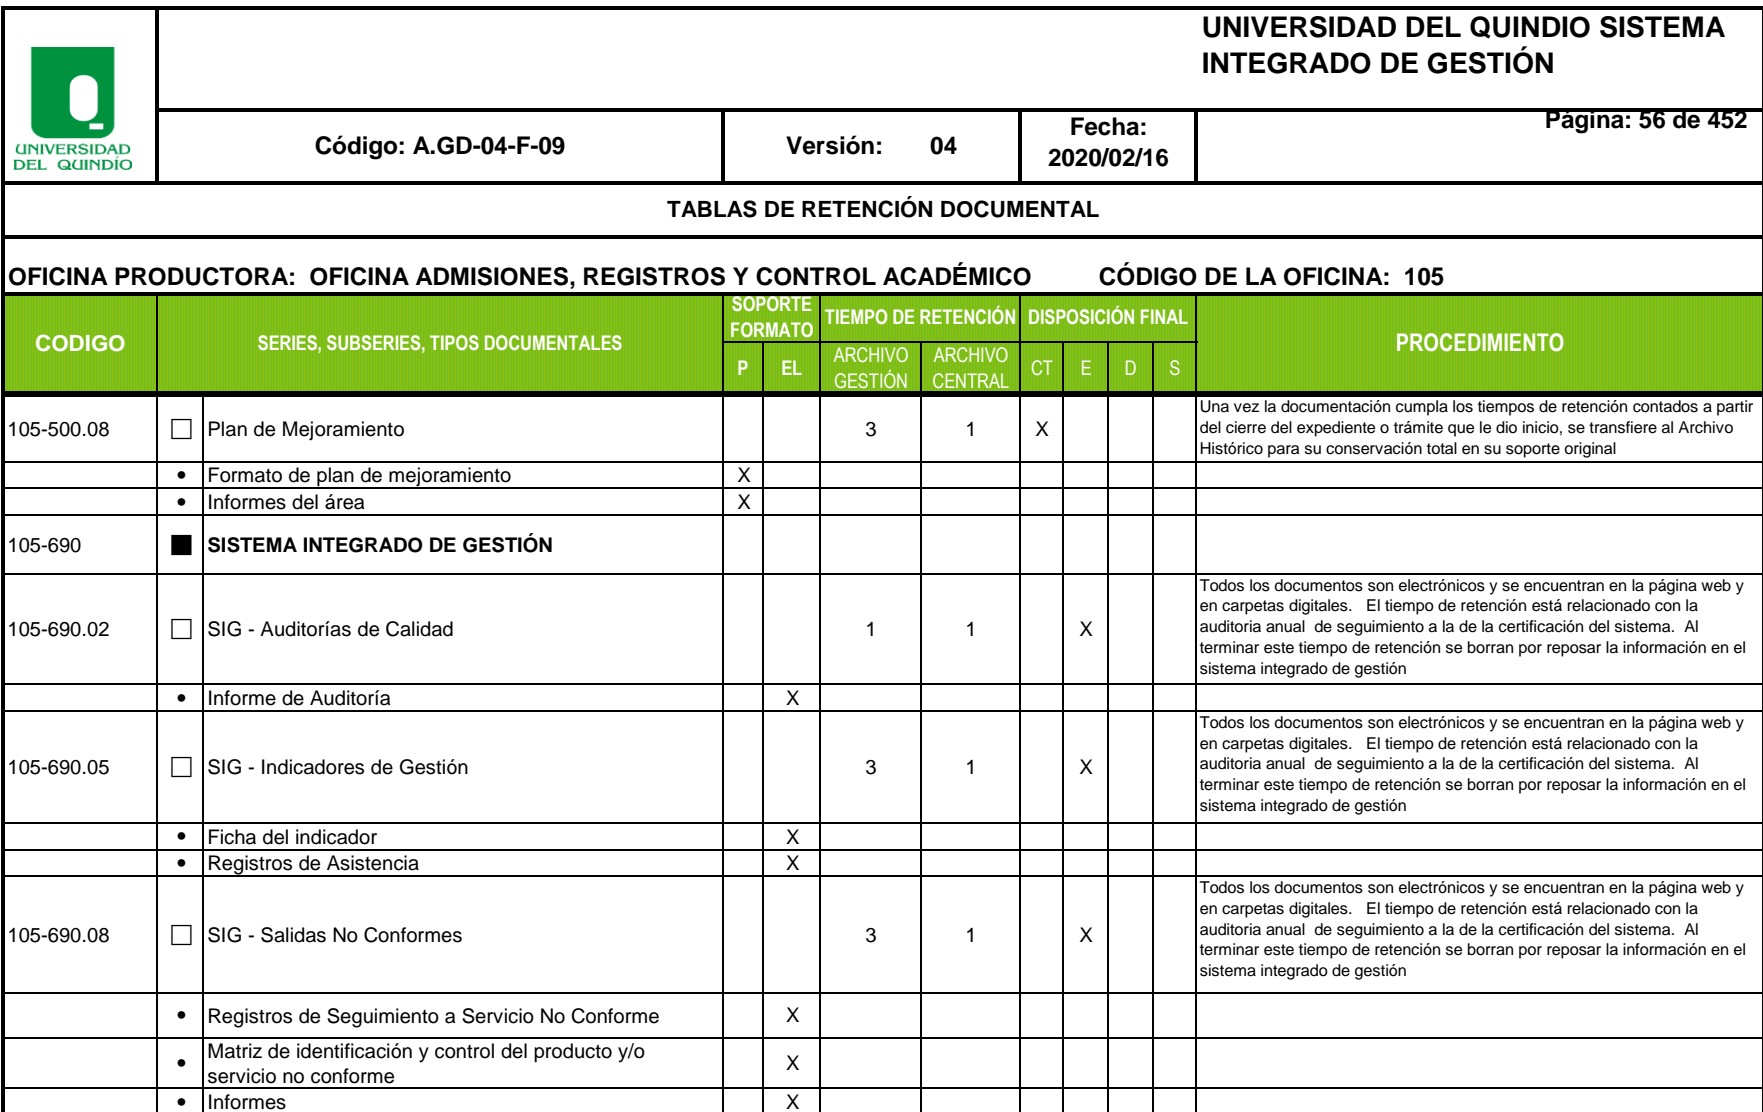 UNIVERSIDAD DEL QUINDIO SISTEMA
INTEGRADO DE GESTIÓN
UNIVERSIDAD
DEL QUINDÍO
Código: A.GD-04-F-09
Versión: 04
Fecha:
2020/02/16
Página: 56 de 452
TABLAS DE RETENCIÓN DOCUMENTAL
OFICINA PRODUCTORA: OFICINA ADMISIONES, REGISTROS Y CONTROL ACADÉMICO CÓDIGO DE LA OFICINA: 105
CODIGO
SERIES, SUBSERIES, TIPOS DOCUMENTALES
SOPORTE
FORMATO
TIEMPO DE RETENCIÓN
DISPOSICIÓN FINAL
PROCEDIMIENTO
P
EL
ARCHIVO
GESTIÓN
ARCHIVO
CENTRAL
CT
E
D
S
105-500.08
Plan de Mejoramiento
3
1
X
Una vez la documentación cumpla los tiempos de retención contados a partir
del cierre del expediente o trámite que le dio inicio, se transfiere al Archivo
Histórico para su conservación total en su soporte original
• Formato de plan de mejoramiento X
• Informes del área X
105-690
SISTEMA INTEGRADO DE GESTIÓN
105-690.02
SIG - Auditorías de Calidad
1
1
X
Todos los documentos son electrónicos y se encuentran en la página web y
en carpetas digitales. El tiempo de retención está relacionado con la
auditoria anual de seguimiento a la de la certificación del sistema. Al
terminar este tiempo de retención se borran por reposar la información en el
sistema integrado de gestión
• Informe de Auditoría X
105-690.05
SIG - Indicadores de Gestión
3
1
X
Todos los documentos son electrónicos y se encuentran en la página web y
en carpetas digitales. El tiempo de retención está relacionado con la
auditoria anual de seguimiento a la de la certificación del sistema. Al
terminar este tiempo de retención se borran por reposar la información en el
sistema integrado de gestión
• Ficha del indicador X
• Registros de Asistencia X
105-690.08
SIG - Salidas No Conformes
3
1
X
Todos los documentos son electrónicos y se encuentran en la página web y
en carpetas digitales. El tiempo de retención está relacionado con la
auditoria anual de seguimiento a la de la certificación del sistema. Al
terminar este tiempo de retención se borran por reposar la información en el
sistema integrado de gestión
• Registros de Seguimiento a Servicio No Conforme X
• Matriz de identificación y control del producto y/o
servicio no conforme
X
• Informes X